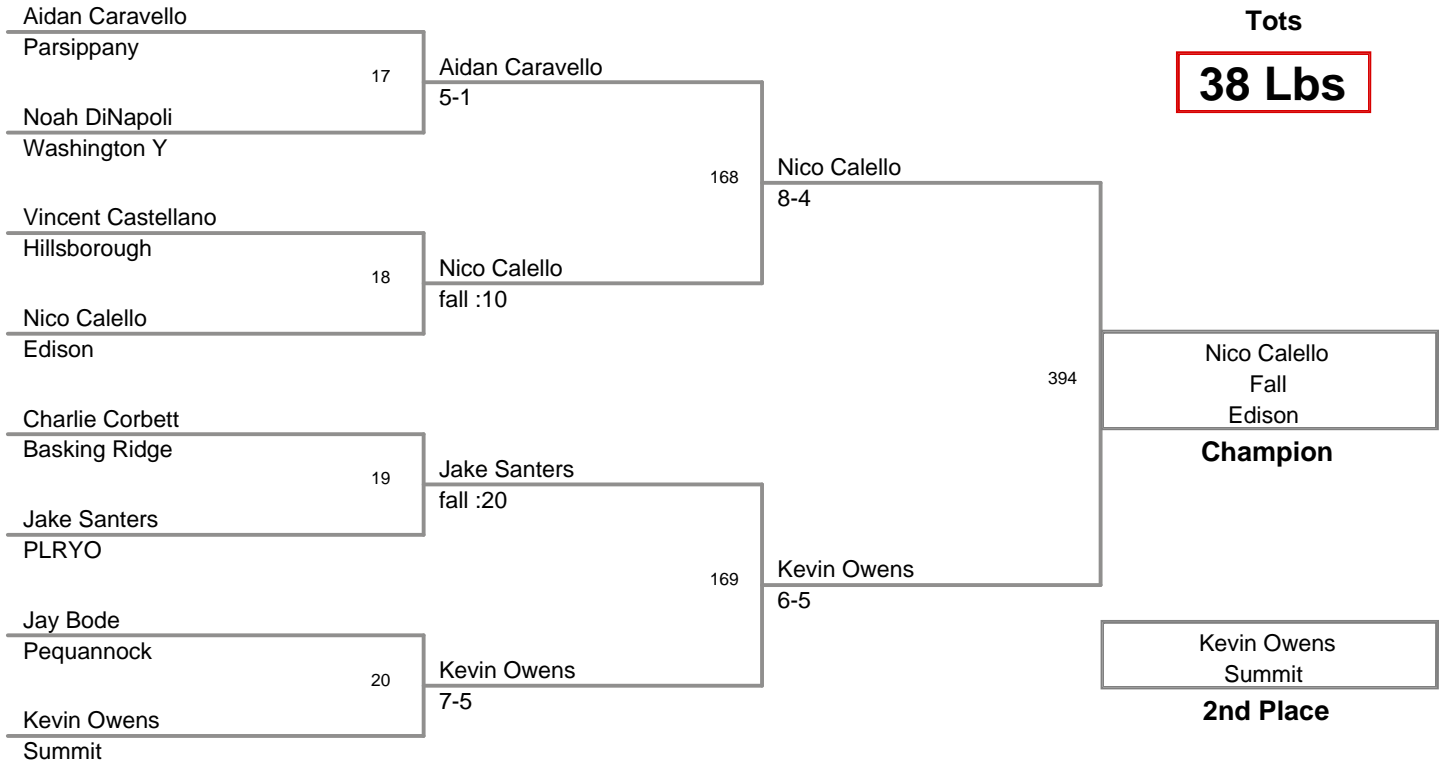 Aidan Caravello
Parsippany
17
Noah DiNapoli
Washington Y
Vincent Castellano
Hillsborough
18
Nico Calello
Edison
Charlie Corbett
Basking Ridge
19
Jake Santers
PLRYO
Jay Bode
Pequannock
20
Kevin Owens
Summit
Aidan Caravello
5-1
168
Nico Calello
fall :10
Jake Santers
fall :20
169
Kevin Owens
7-5
Nico Calello
8-4
394
Kevin Owens
6-5
Tots
38 Lbs
Nico Calello
Fall
Edison
Champion
Kevin Owens
Summit
2nd Place